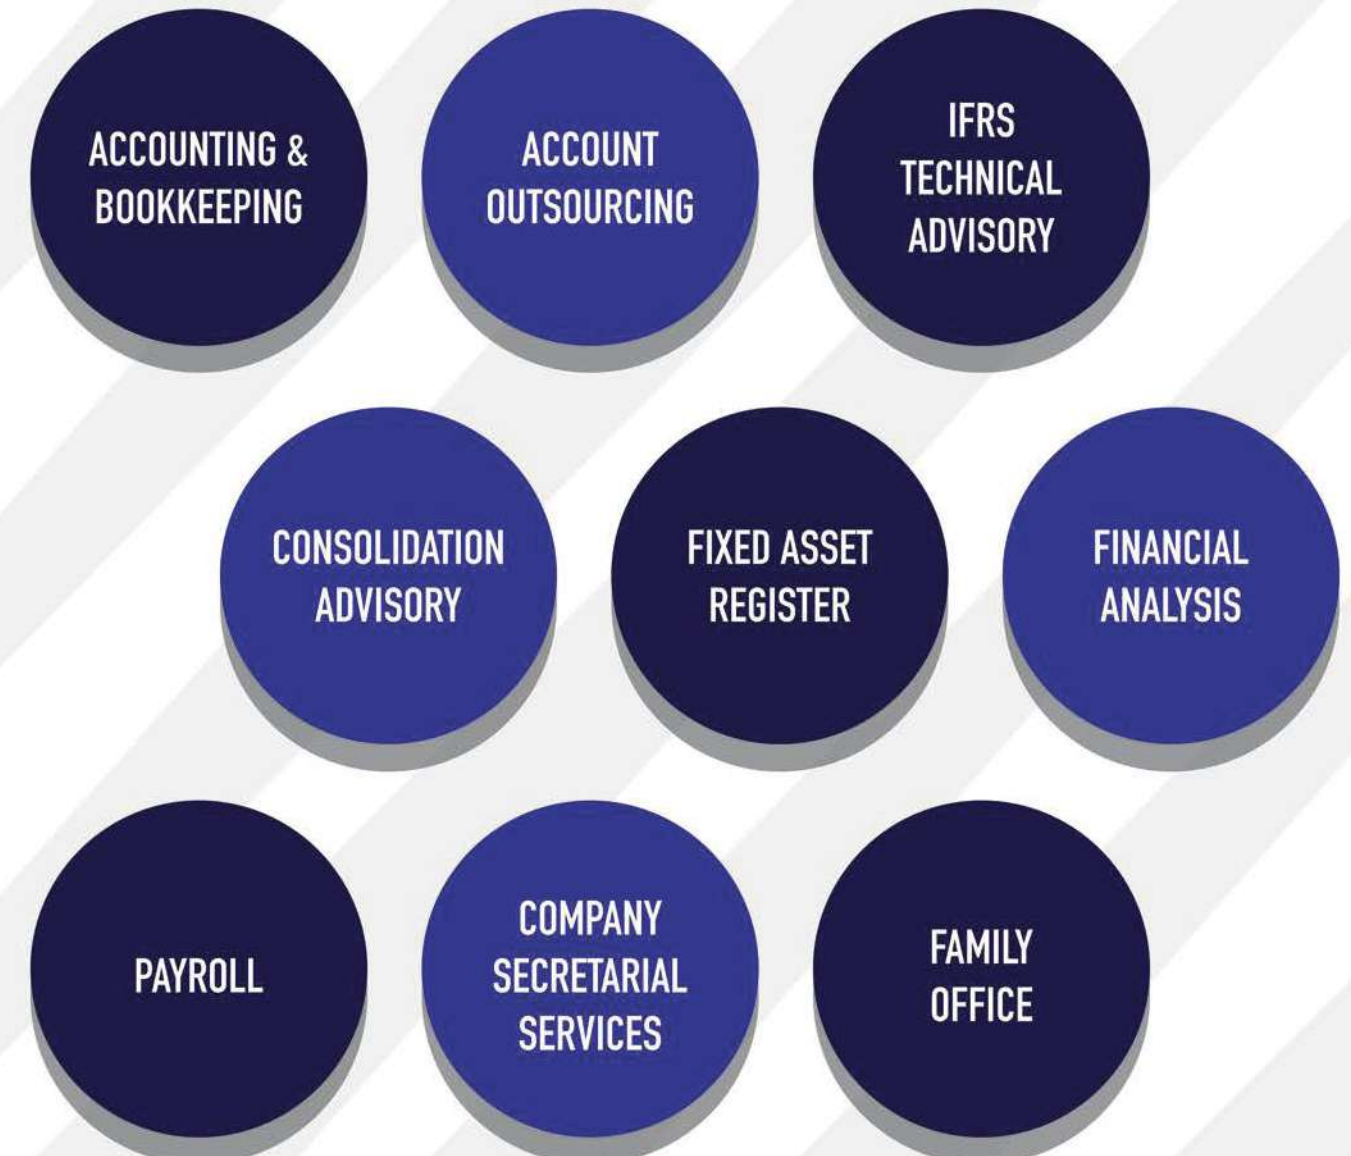 ACCOUNTING &
BOOKKEEPING
ACCOUNT
OUTSOURCING
IFRS
TECHNICAL
ADVISORY
CONSOLIDATION
ADVISORY
FIXED ASSET
REGISTER
FINANCIAL
ANALYSIS
PAYROLL
COMPANY
SECRETARIAL
SERVICES
FAMILY
OFFICE